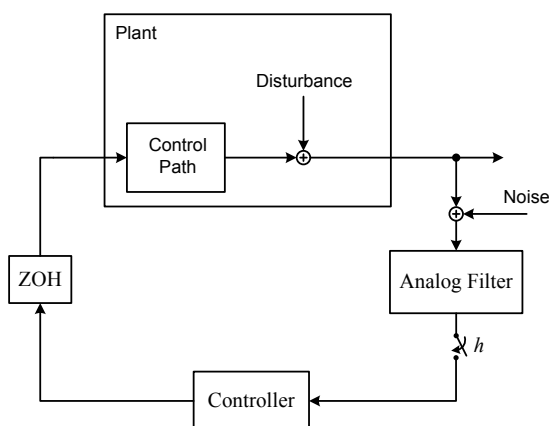 Plant
Disturbance
Control
Path
Noise
ZOH
Analog Filter
h
Controller